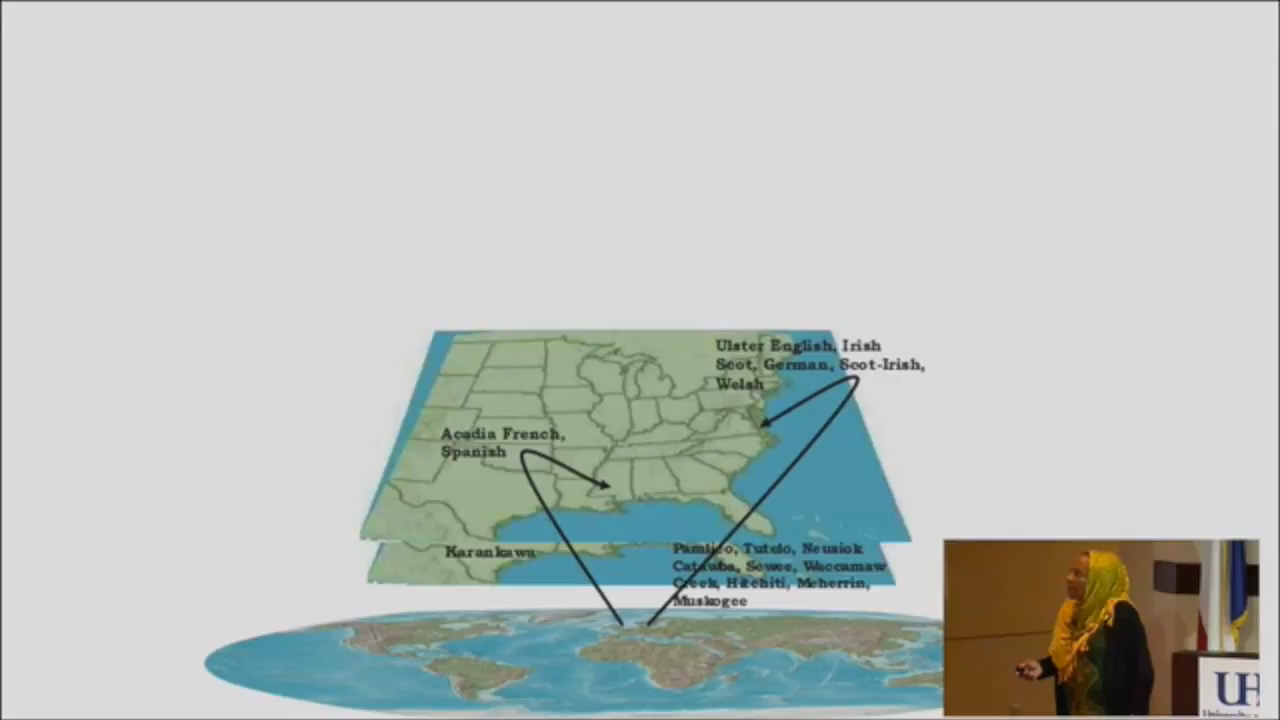 Ulster English, Irish
Scot, German, Scot-Irish,
Welsh
Acadia French,
Spanish
Karankawa
Pamlico, Tutelo, Neusiok
Catawba, Sewee, Waccamaw
Creek, Hitchiti, Meherrin,
Muskogee
UH